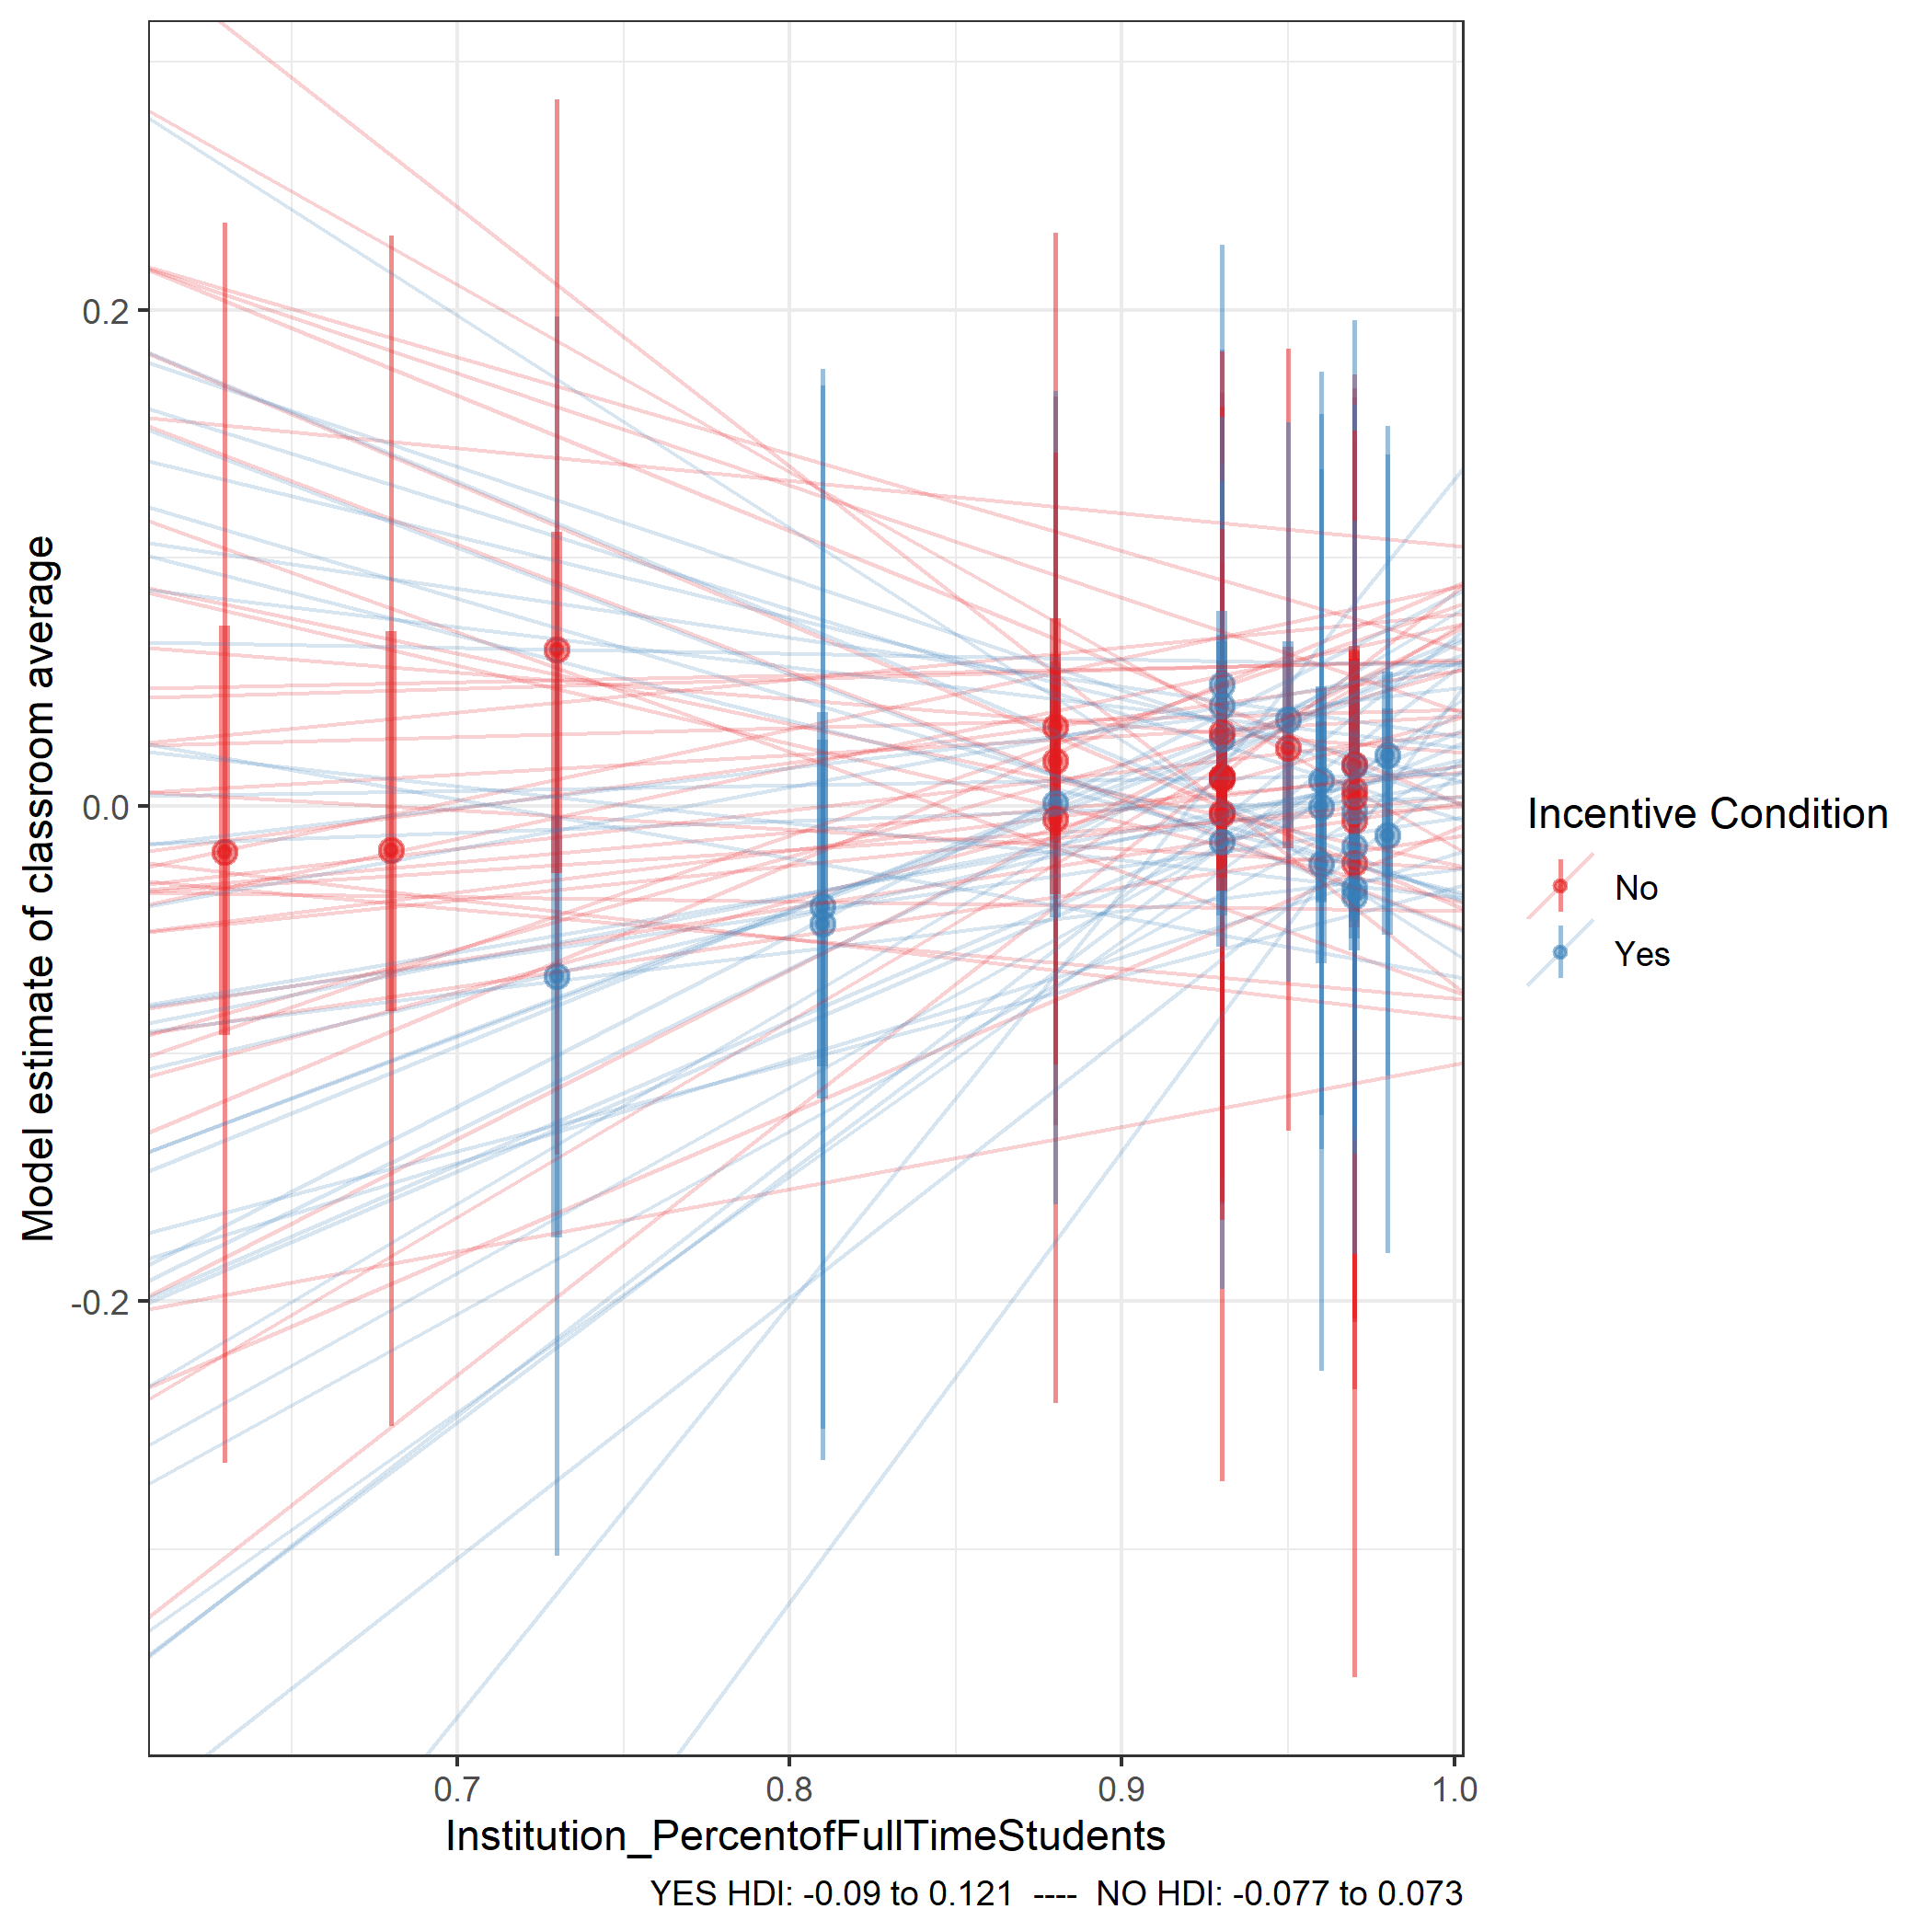 Model estimate of classroom average
0.2
0.0
-0.2
0.7
0.8
0.9
1.0
Institution_PercentofFullTimeStudents
YES HDI: -0.09 to 0.121 ---- NO HDI: -0.077 to 0.073
Incentive Condition
No
Yes